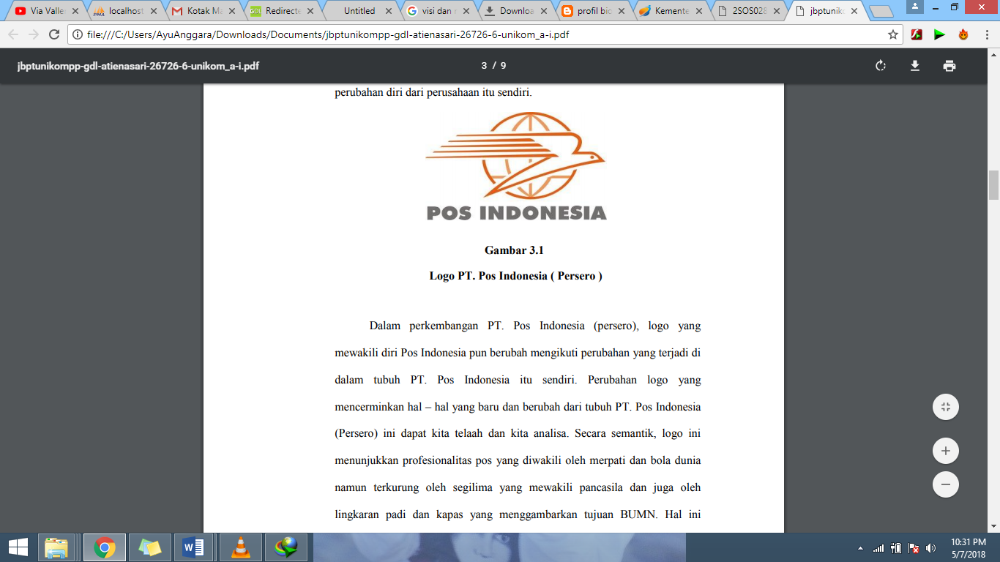 Via Valle
localhost
Kotak Ma
Redirecte
Untitled
visi dan
Downloa
profil bio
Kemente
2SOS028
jbptuniko
file:///C:/Users/AyuAnggara/Downloads/Documents/jbptunikompp-gdl-atienasari-26726-6-unikom_a-i.pdf
jbptunikompp-gdl-atienasari-26726-6-unikom_a-i.pdf
3 / 9
perubahan diri dari perusahaan itu sendiri.
POS INDONESIA
Gambar 3.1
Logo PT. Pos Indonesia ( Persero )
Dalam perkembangan PT. Pos Indonesia (persero), logo yang
mewakili diri Pos Indonesia pun berubah mengikuti perubahan yang terjadi di
dalam tubuh PT. Pos Indonesia itu sendiri. Perubahan logo yang
mencerminkan hal – hal yang baru dan berubah dari tubuh PT. Pos Indonesia
(Persero) ini dapat kita telaah dan kita analisa. Secara semantik, logo ini
menunjukkan profesionalitas pos yang diwakili oleh merpati dan bola dunia
namun terkurung oleh segilima yang mewakili pancasila dan juga oleh
lingkaran padi dan kapas yang menggambarkan tujuan BUMN. Hal ini
10:31 PM
5/7/2018